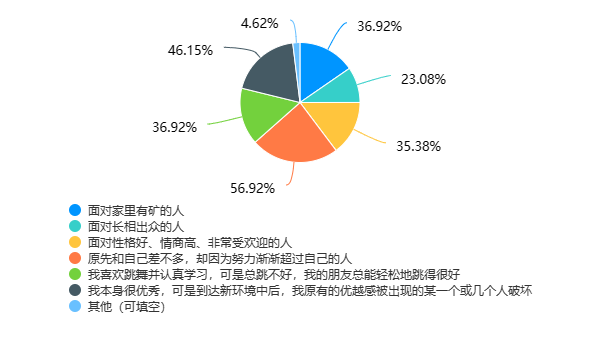 4.62%
36.92%
46.15%
23.08%
36.92%
35.38%
56.92%
面对家里有矿的人
面对长相出众的人
面对性格好、情商高、非常受欢迎的人
原先和自己差不多，却因为努力渐渐超过自己的人
我喜欢跳舞并认真学习，可是总跳不好，我的朋友总能轻松地跳得很好
我本身很优秀，可是到达新环境中后，我原有的优越感被出现的某一个或几个人破坏
其他（可填空）